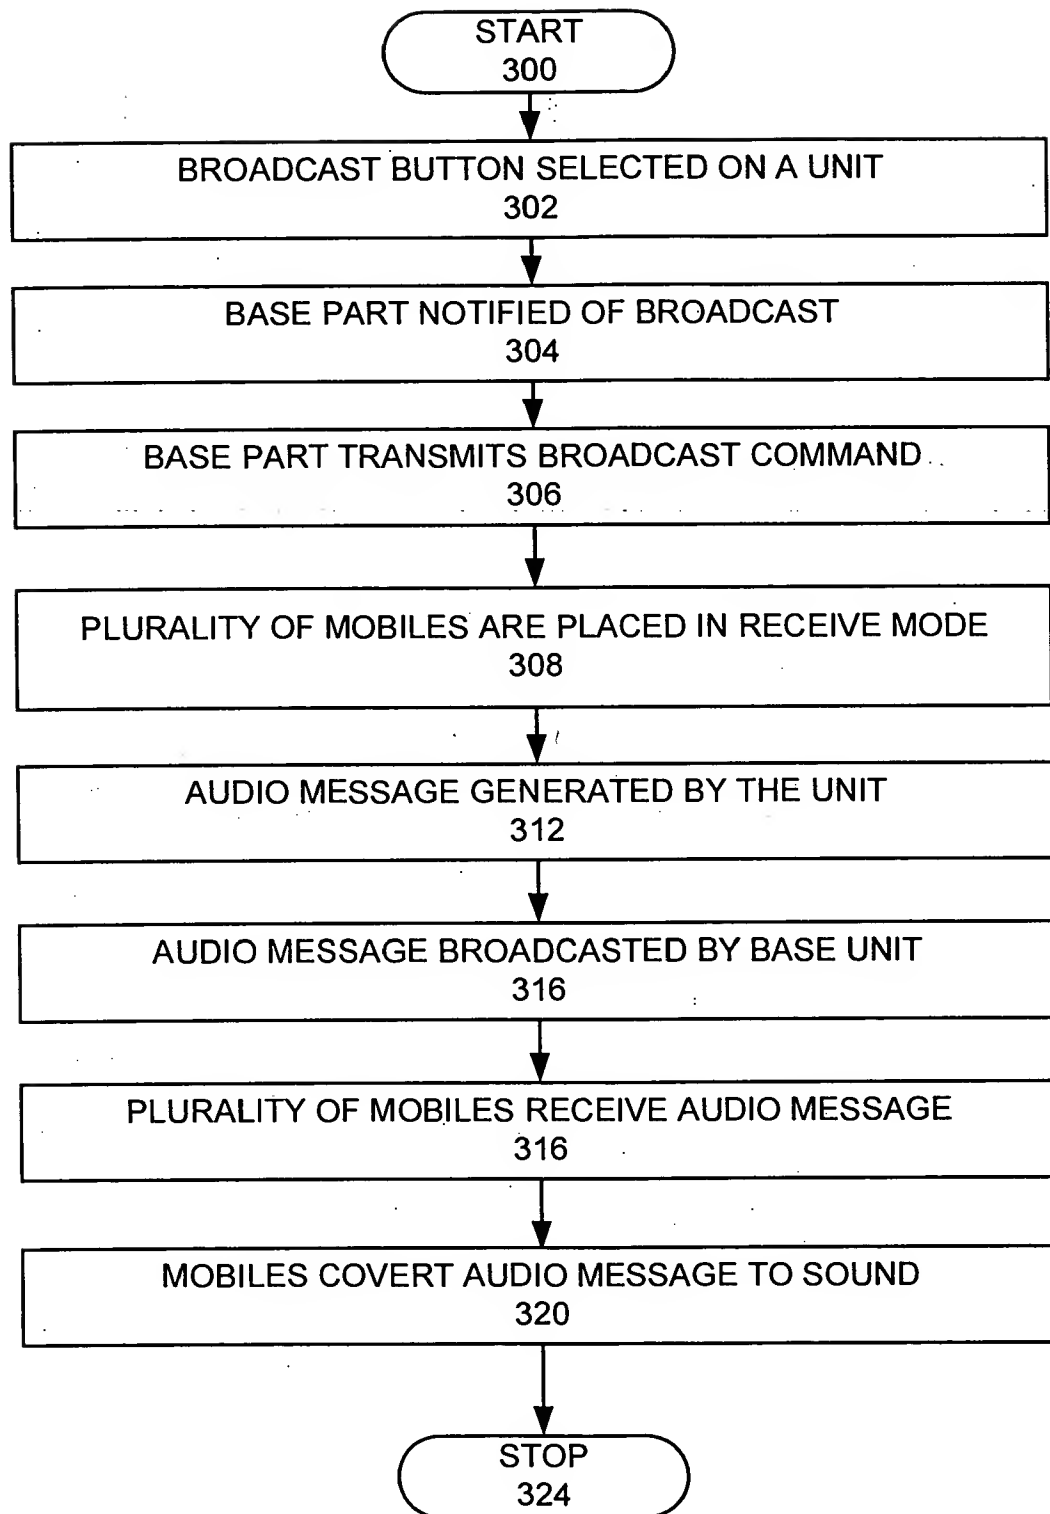 START
300
BROADCAST BUTTON SELECTED ON A UNIT
302
BASE PART NOTIFIED OF BROADCAST
304
BASE PART TRANSMITS BROADCAST COMMAND
306
PLURALITY OF MOBILES ARE PLACED IN RECEIVE MODE
308
AUDIO MESSAGE GENERATED BY THE UNIT
312
AUDIO MESSAGE BROADCASTED BY BASE UNIT
316
PLURALITY OF MOBILES RECEIVE AUDIO MESSAGE
316
MOBILES COVERT AUDIO MESSAGE TO SOUND
320
STOP
324